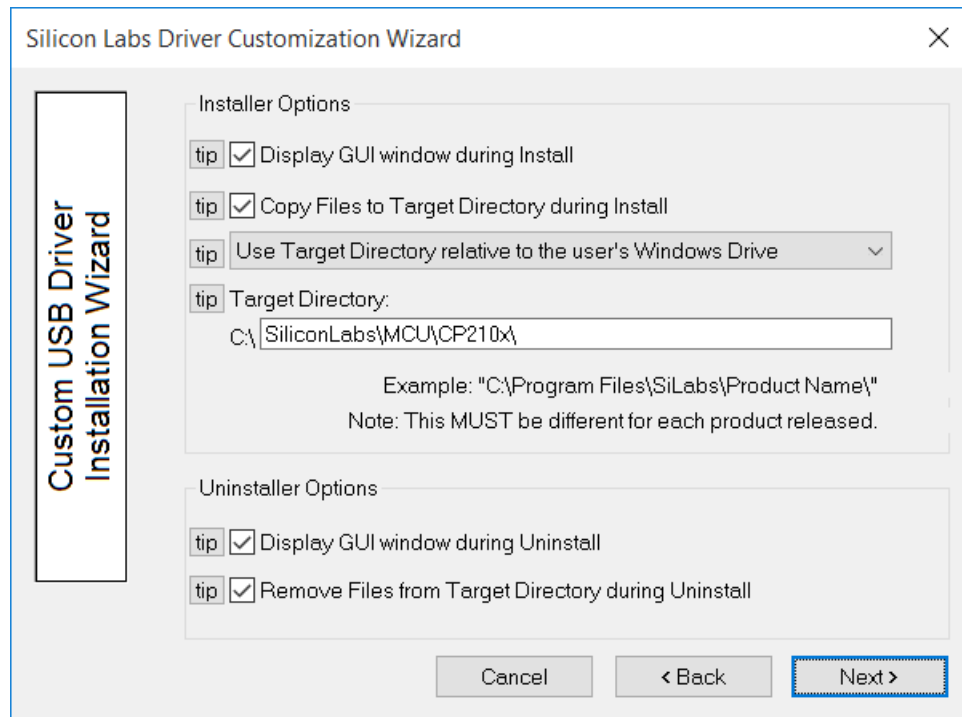 Silicon Labs Driver Customization Wizard
Custom USB Driver
Installation Wizard
Installer Options
tip Display GUI window during Install
tip Copy Files to Target Directory during Install
tip Use Target Directory relative to the user's Windows Drive
tip Target Directory:
C:\ SiliconLabs\MCU\CP210x\
Example: "C:\Program Files\SiLabs\Product Name\"
Note: This MUST be different for each product released.
Uninstaller Options
tip Display GUI window during Uninstall
tip Remove Files from Target Directory during Uninstall
Cancel < Back Next >